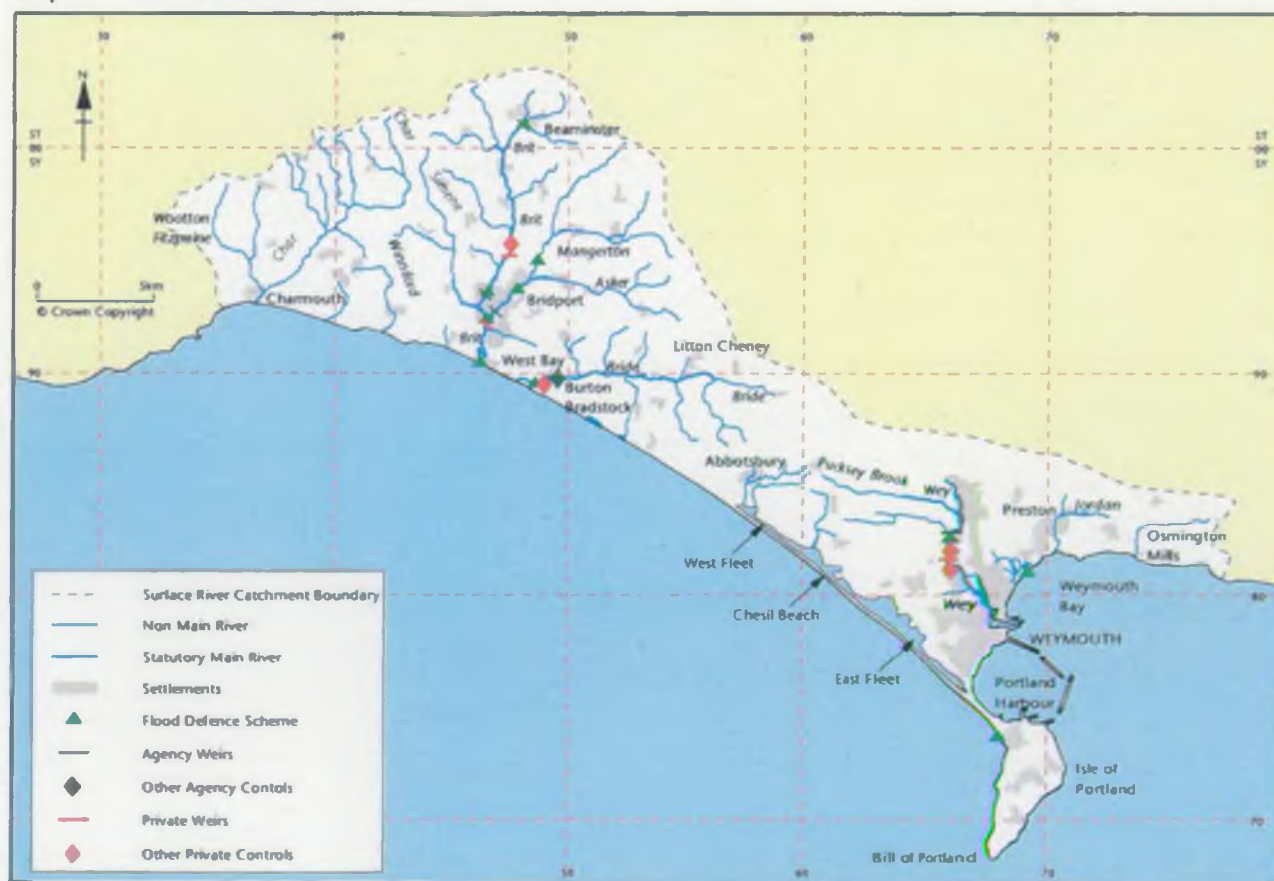 30
40
50
60
70
N
ST
00
SY
ST
00
SY
Char
Beaminster
Brit
Simene
Wootton
Fitzpaine
Char
Brit
Mangerton
Winniford
Asker
0
5km
© Crown Copyright
Charmouth
Bridport
Brit
West Bay
Litton Cheney
90
Bride
90
Burton
Bradstock
Bride
Abbotsbury
Pucksey Brook
Wey
Preston
Jordan
Osmington
Mills
West Fleet
Weymouth
Bay
80
Chesil Beach
Wey
WEYMOUTH
East Fleet
Portland
Harbour
Isle of
Portland
70
Bill of Portland
50
60
70
Surface River Catchment Boundary
Non Main River
Statutory Main River
Settlements
Flood Defence Scheme
Agency Weirs
Other Agency Contols
Private Weirs
Other Private Controls